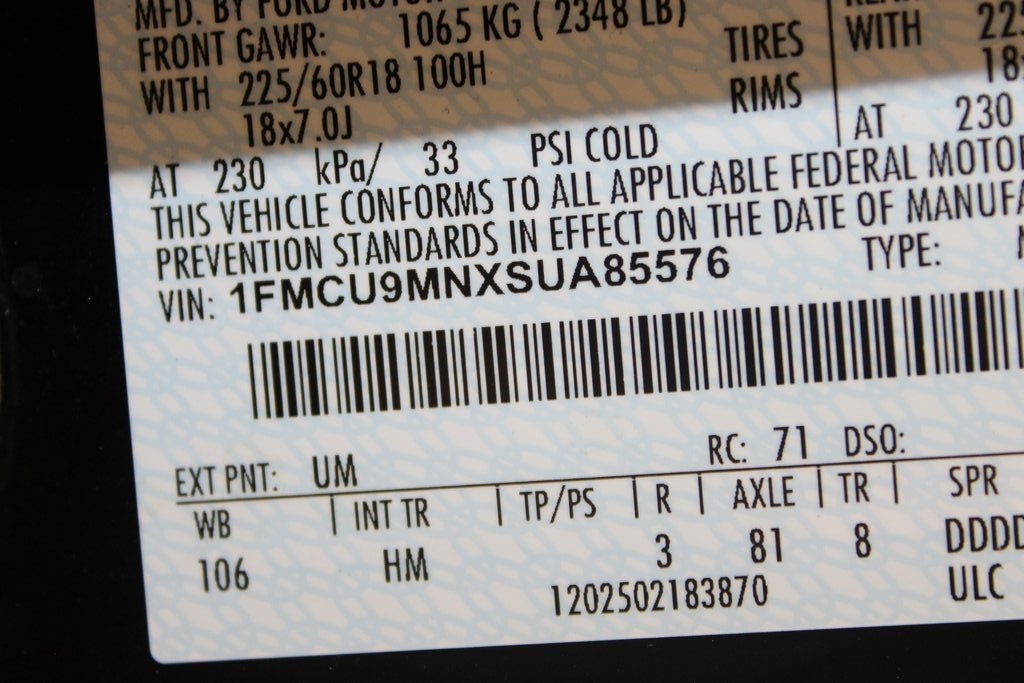 MFD. BY FORD MOTOR
FRONT GAWR: 1065 KG ( 2348 LB)
WITH 225/60R18 100H TIRES
18x7.0J RIMS
AT 230 kPa/ 33 PSI COLD
WITH 225
18x
AT 230
THIS VEHICLE CONFORMS TO ALL APPLICABLE FEDERAL MOTOR
PREVENTION STANDARDS IN EFFECT ON THE DATE OF MANUFA
VIN: 1FMCU9MNXSUA85576 TYPE:
EXT PNT: UM RC: 71 DSO:
WB INT TR TP/PS R AXLE TR SPR
106 HM 3 81 8 DDDD
1202502183870 ULC